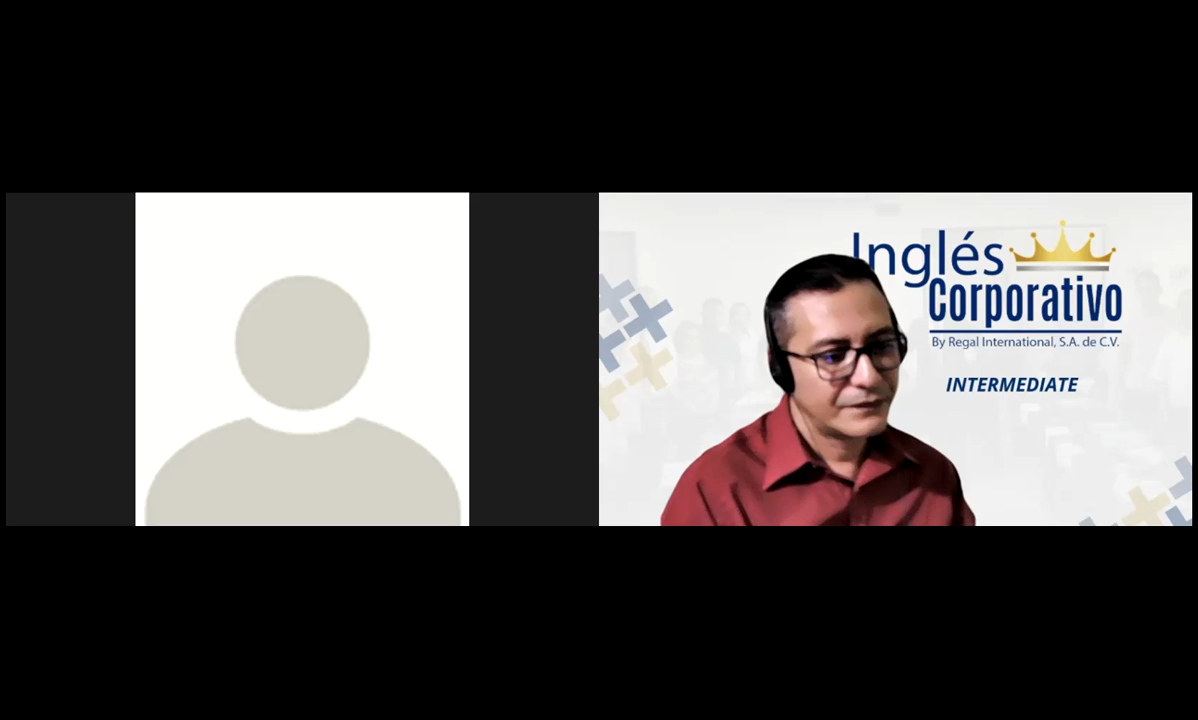 Inglés
Corporativo
By Regal International, S.A. de C.V.
INTERMEDIATE